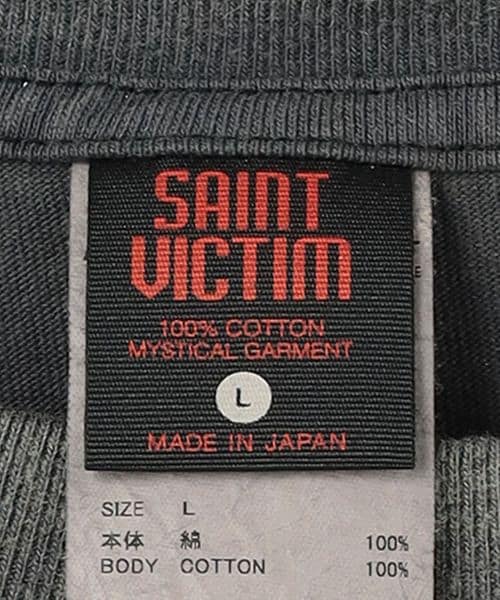 SAINT
VICTIM
100% COTTON
MYSTICAL GARMENT
L
MADE IN JAPAN
SIZE L
本体 綿 100%
BODY COTTON 100%